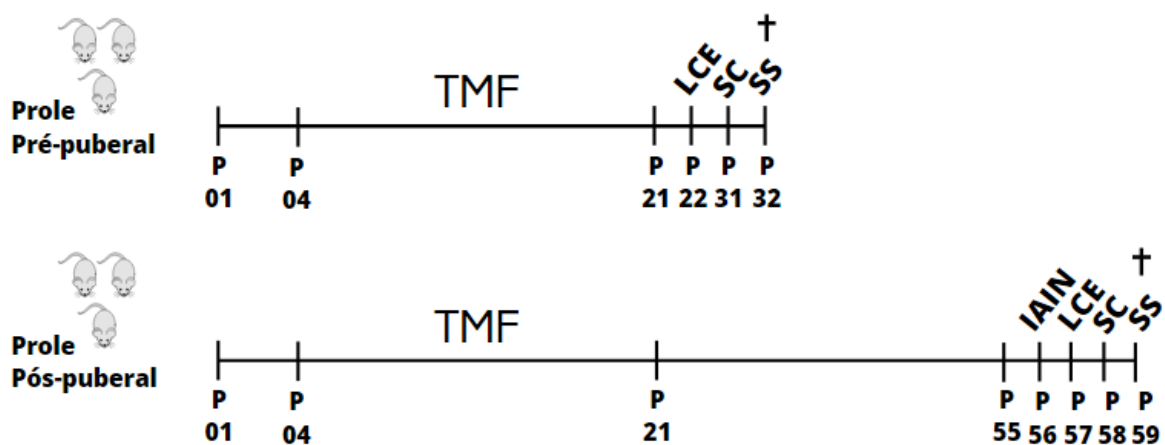 †
LCE SC SS
TMF
Prole
Pré-puberal
P P P P P P
01 04 21 22 31 32
†
IAIN LCE SC SS
TMF
Prole
Pós-puberal
P P P P P P P P
01 04 21 55 56 57 58 59